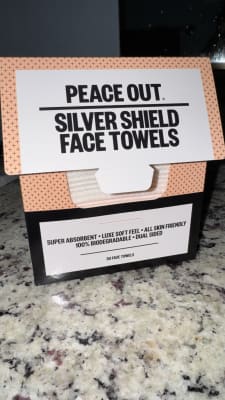 PEACE OUT.
SILVER SHIELD
FACE TOWELS
SUPER ABSORBENT • LUXE SOFT FEEL • ALL SKIN FRIENDLY
100% BIODEGRADABLE • DUAL SIDED
FACE TOWELS